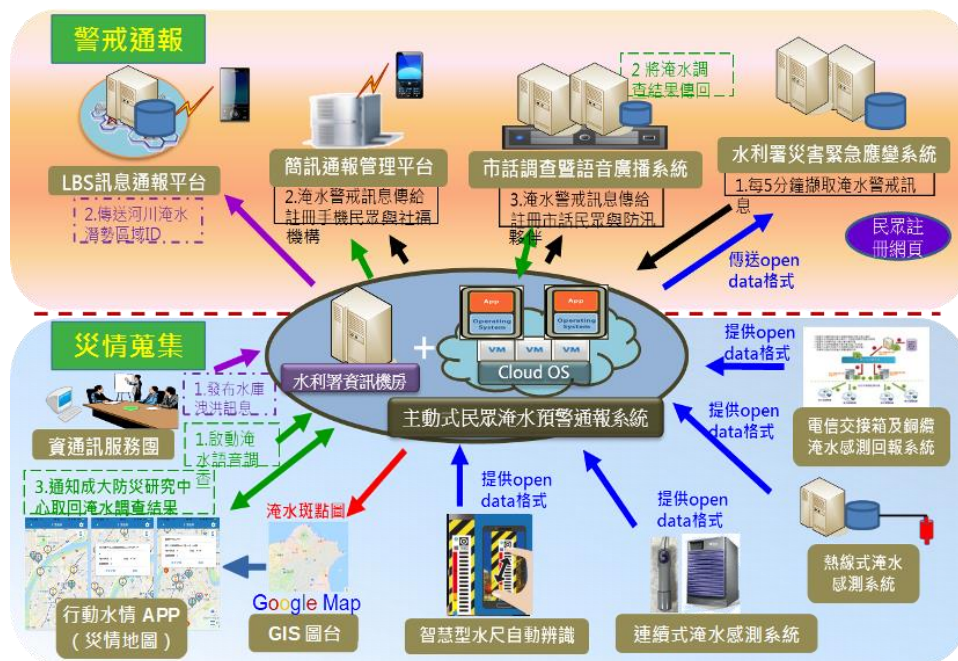 警戒通報
2 將淹水調
查結果傳回
LBS訊息通報平台
簡訊通報管理平台
市話調查暨語音廣播系統
水利署災害緊急應變系統
2.傳送河川淹水
潛勢區域ID
2.淹水警戒訊息傳給
註冊手機民眾與社福
機構
3.淹水警戒訊息傳給
註冊市話民眾與防汛
夥伴
1.每5分鐘擷取淹水警戒訊
息
民眾註
冊網頁
傳送open
data格式
災情蒐集
App
Operating
System
App
Operating
System
VM
VM
VM
Cloud OS
+
水利署資訊機房
主動式民眾淹水預警通報系統
1.發布水庫
洩洪訊息
資通訊服務團
1.啟動淹
水語音調
查
3.通知成大防災研究中
心取回淹水調查結果
提供open
data格式
電信交接箱及銅纜
淹水感測回報系統
提供open
data格式
淹水斑點圖
提供open
data格式
提供open
data格式
熱線式淹水
感測系統
行動水情 APP
（災情地圖）
Google Map
GIS 圖台
智慧型水尺自動辨識
連續式淹水感測系統